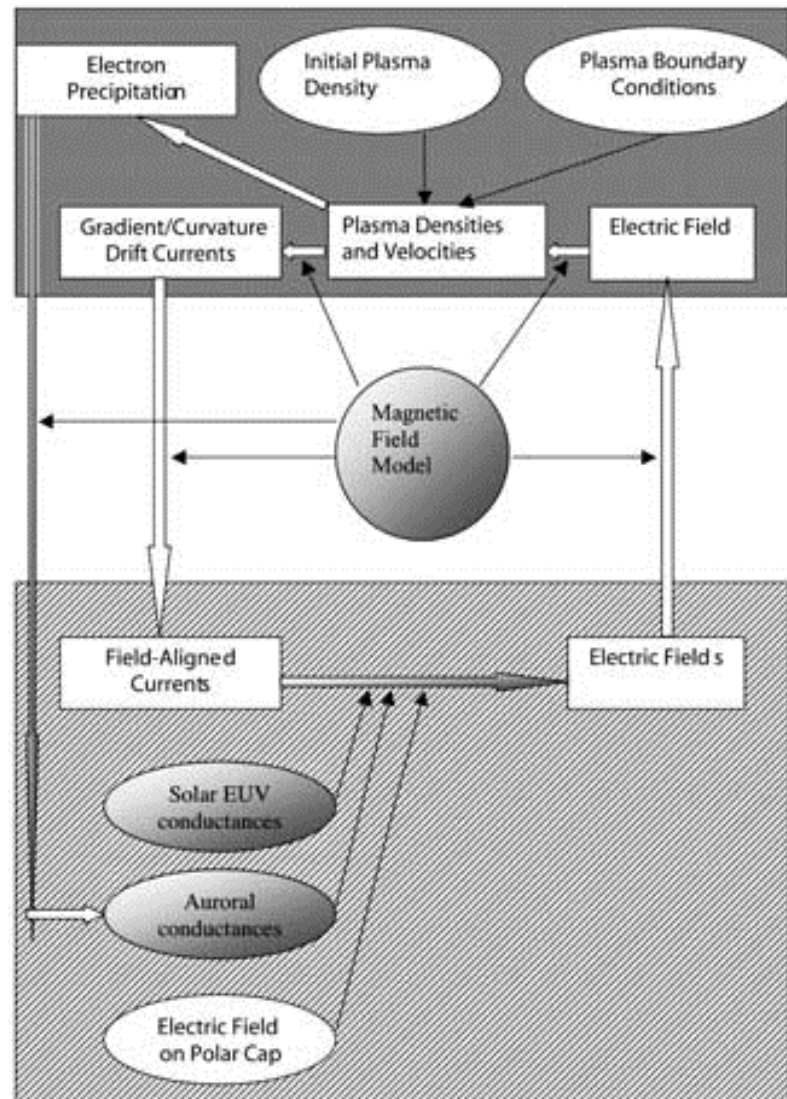 Electron
Precipitation
Initial Plasma
Density
Plasma Boundary
Conditions
Gradient/Curvature
Drift Currents
Plasma Densities
and Velocities
Electric Field
Magnetic
Field
Model
Field-Aligned
Currents
Electric Fields
Solar EUV
conductances
Auroral
conductances
Electric Field
on Polar Cap